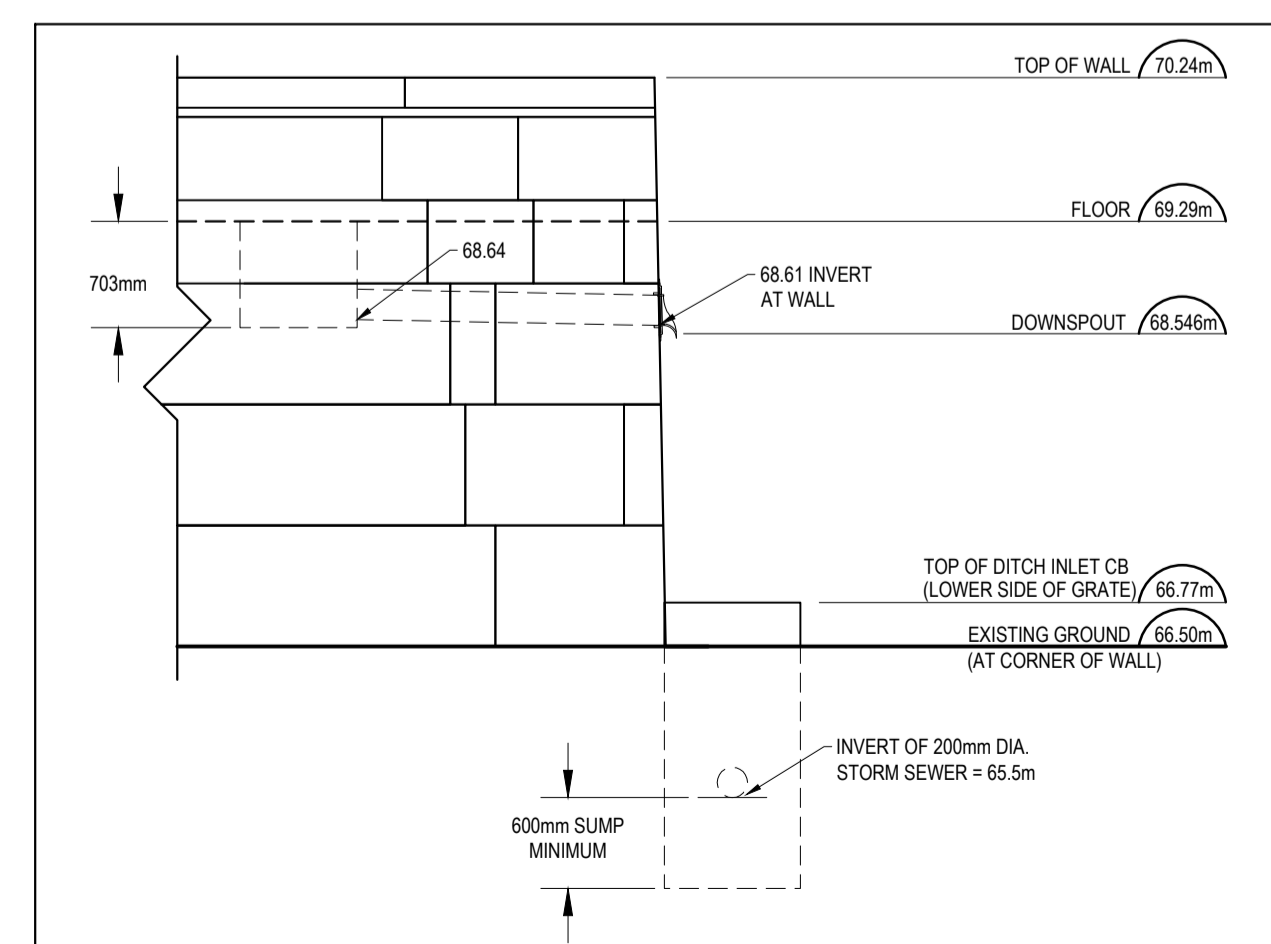 TOP OF WALL 70.24m
FLOOR 69.29m
68.64
703mm
68.61 INVERT
AT WALL
DOWNSPOUT 68.546m
TOP OF DITCH INLET CB
(LOWER SIDE OF GRATE) 66.77m
EXISTING GROUND 66.50m
(AT CORNER OF WALL)
INVERT OF 200mm DIA.
STORM SEWER = 65.5m
600mm SUMP
MINIMUM